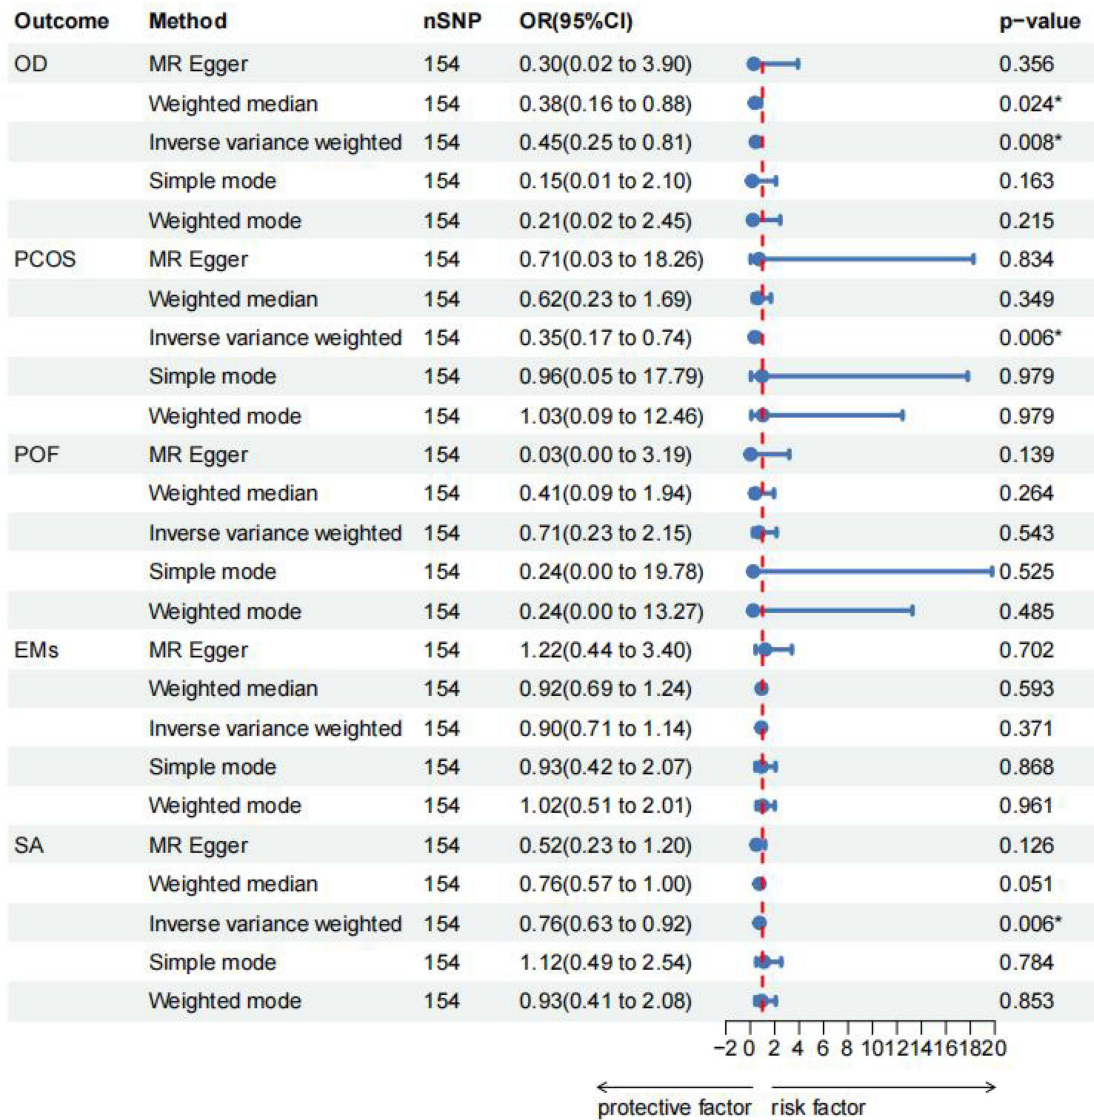 Outcome Method nSNP OR(95%CI) p−value
OD MR Egger 154 0.30(0.02 to 3.90) 0.356
Weighted median 154 0.38(0.16 to 0.88) 0.024*
Inverse variance weighted 154 0.45(0.25 to 0.81) 0.008*
Simple mode 154 0.15(0.01 to 2.10) 0.163
Weighted mode 154 0.21(0.02 to 2.45) 0.215
PCOS MR Egger 154 0.71(0.03 to 18.26) 0.834
Weighted median 154 0.62(0.23 to 1.69) 0.349
Inverse variance weighted 154 0.35(0.17 to 0.74) 0.006*
Simple mode 154 0.96(0.05 to 17.79) 0.979
Weighted mode 154 1.03(0.09 to 12.46) 0.979
POF MR Egger 154 0.03(0.00 to 3.19) 0.139
Weighted median 154 0.41(0.09 to 1.94) 0.264
Inverse variance weighted 154 0.71(0.23 to 2.15) 0.543
Simple mode 154 0.24(0.00 to 19.78) 0.525
Weighted mode 154 0.24(0.00 to 13.27) 0.485
EMs MR Egger 154 1.22(0.44 to 3.40) 0.702
Weighted median 154 0.92(0.69 to 1.24) 0.593
Inverse variance weighted 154 0.90(0.71 to 1.14) 0.371
Simple mode 154 0.93(0.42 to 2.07) 0.868
Weighted mode 154 1.02(0.51 to 2.01) 0.961
SA MR Egger 154 0.52(0.23 to 1.20) 0.126
Weighted median 154 0.76(0.57 to 1.00) 0.051
Inverse variance weighted 154 0.76(0.63 to 0.92) 0.006*
Simple mode 154 1.12(0.49 to 2.54) 0.784
Weighted mode 154 0.93(0.41 to 2.08) 0.853
−2 0 2 4 6 8 10 12 14 16 18 20
protective factor risk factor